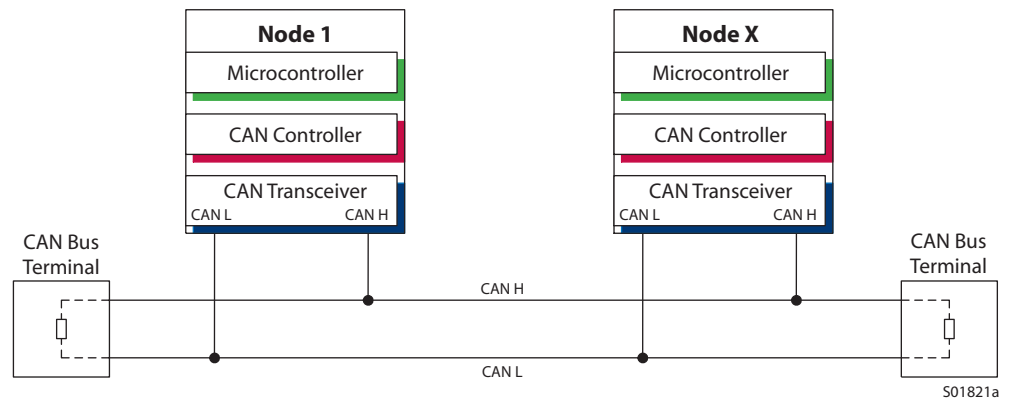 Node 1
Microcontroller
CAN Controller
CAN Transceiver
CAN L CAN H
Node X
Microcontroller
CAN Controller
CAN Transceiver
CAN L CAN H
CAN Bus
Terminal
CAN Bus
Terminal
CAN H
CAN L
S01821a